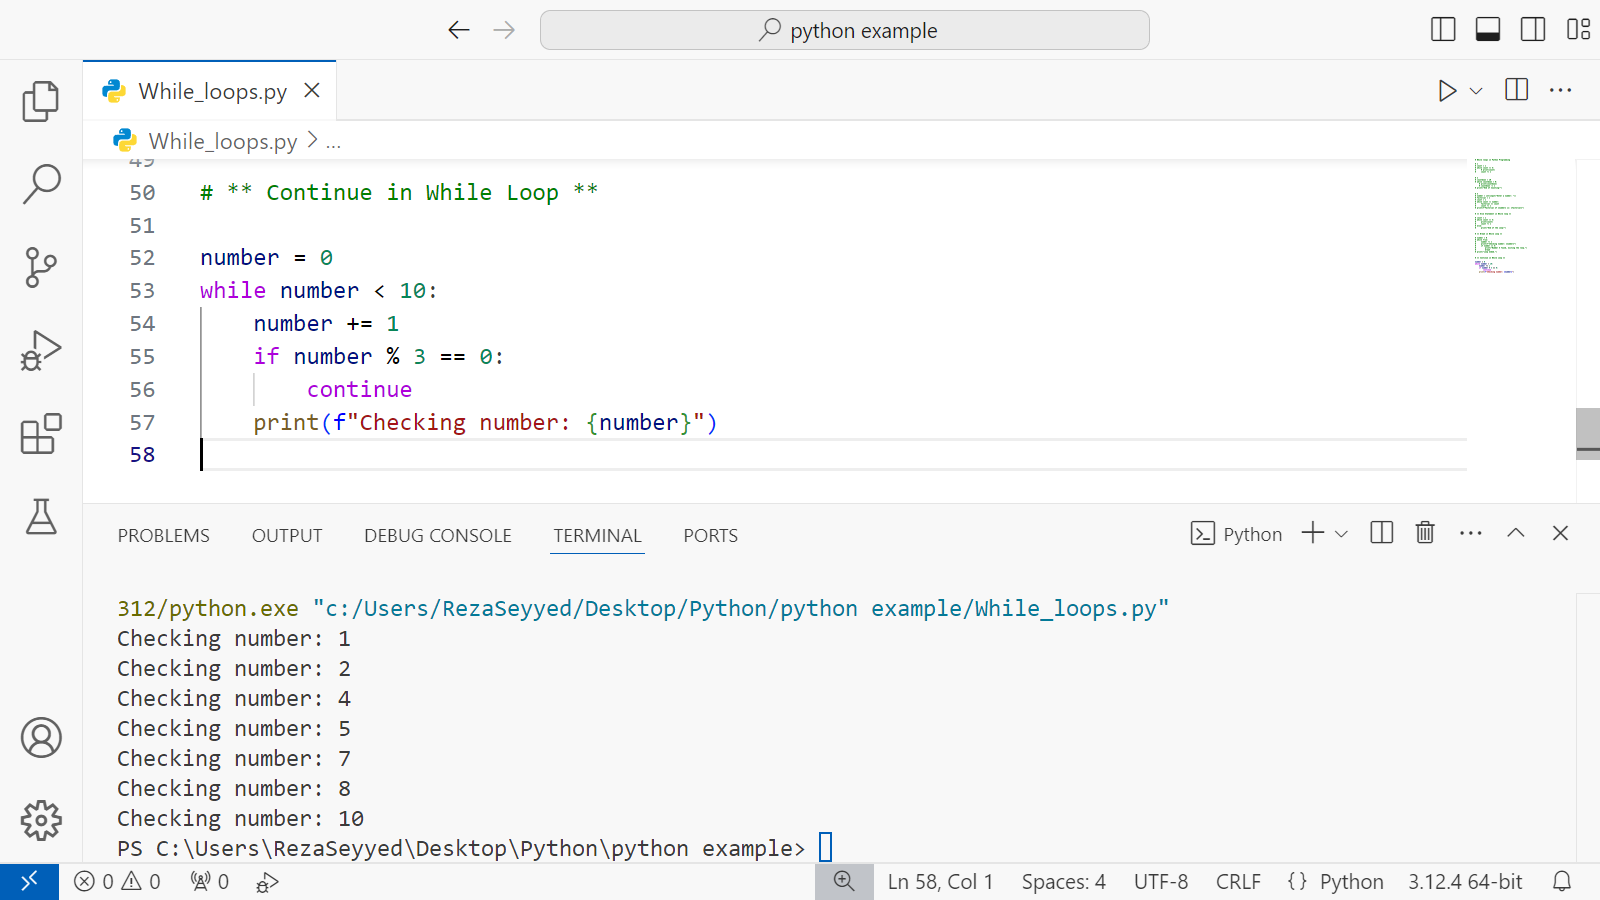 python example
While_loops.py
While_loops.py > ...
49
50 # ** Continue in While Loop **
51
52 number = 0
53 while number < 10:
54 number += 1
55 if number % 3 == 0:
56 continue
57 print(f"Checking number: {number}")
58
PROBLEMS OUTPUT DEBUG CONSOLE TERMINAL PORTS Python
312/python.exe "c:/Users/RezaSeyyed/Desktop/Python/python example/While_loops.py"
Checking number: 1
Checking number: 2
Checking number: 4
Checking number: 5
Checking number: 7
Checking number: 8
Checking number: 10
PS C:\Users\RezaSeyyed\Desktop\Python\python example>
0 0 0 Ln 58, Col 1 Spaces: 4 UTF-8 CRLF {} Python 3.12.4 64-bit